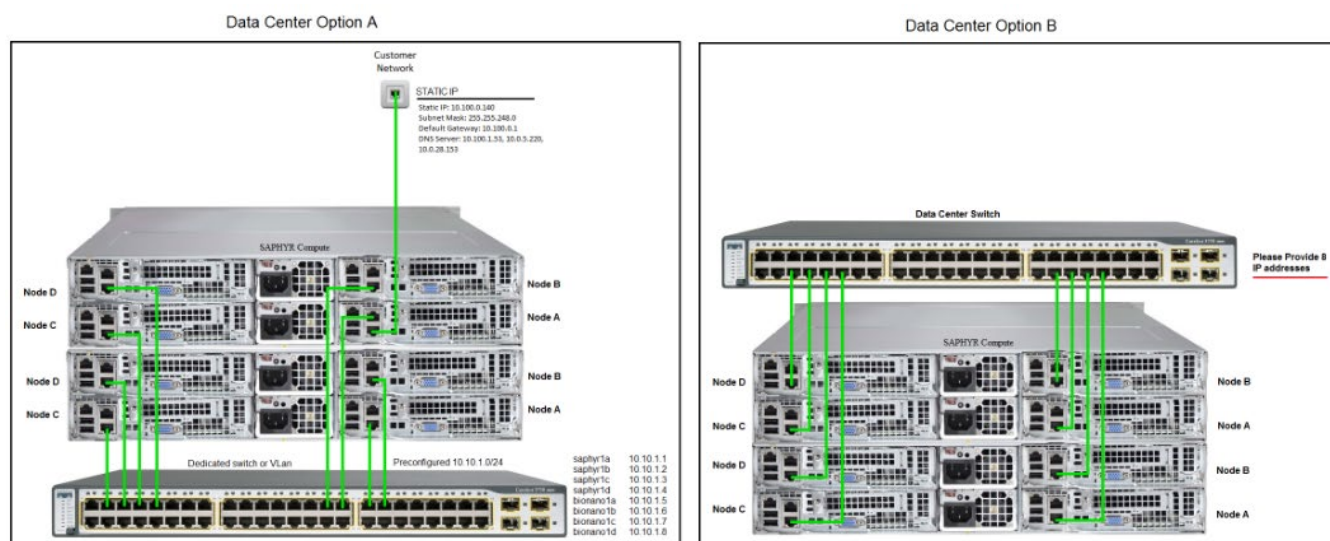 Data Center Option A
Customer
Network
STATIC IP
Static IP: 10.100.0.140
Subnet Mask: 255.255.248.0
Default Gateway: 10.100.0.1
DNS Server: 10.100.1.53, 10.0.5.220,
10.0.28.153
SAPHYR Compute
Node D
Node B
Node C
Node A
Node D
Node B
Node C
Node A
Dedicated switch or VLan
Preconfigured 10.10.1.0/24
saphyr1a 10.10.1.1
saphyr1b 10.10.1.2
saphyr1c 10.10.1.3
saphyr1d 10.10.1.4
bionano1a 10.10.1.5
bionano1b 10.10.1.6
bionano1c 10.10.1.7
bionano1d 10.10.1.8
Data Center Option B
Data Center Switch
Please Provide 8
IP addresses
SAPHYR Compute
Node D
Node B
Node C
Node A
Node D
Node B
Node C
Node A